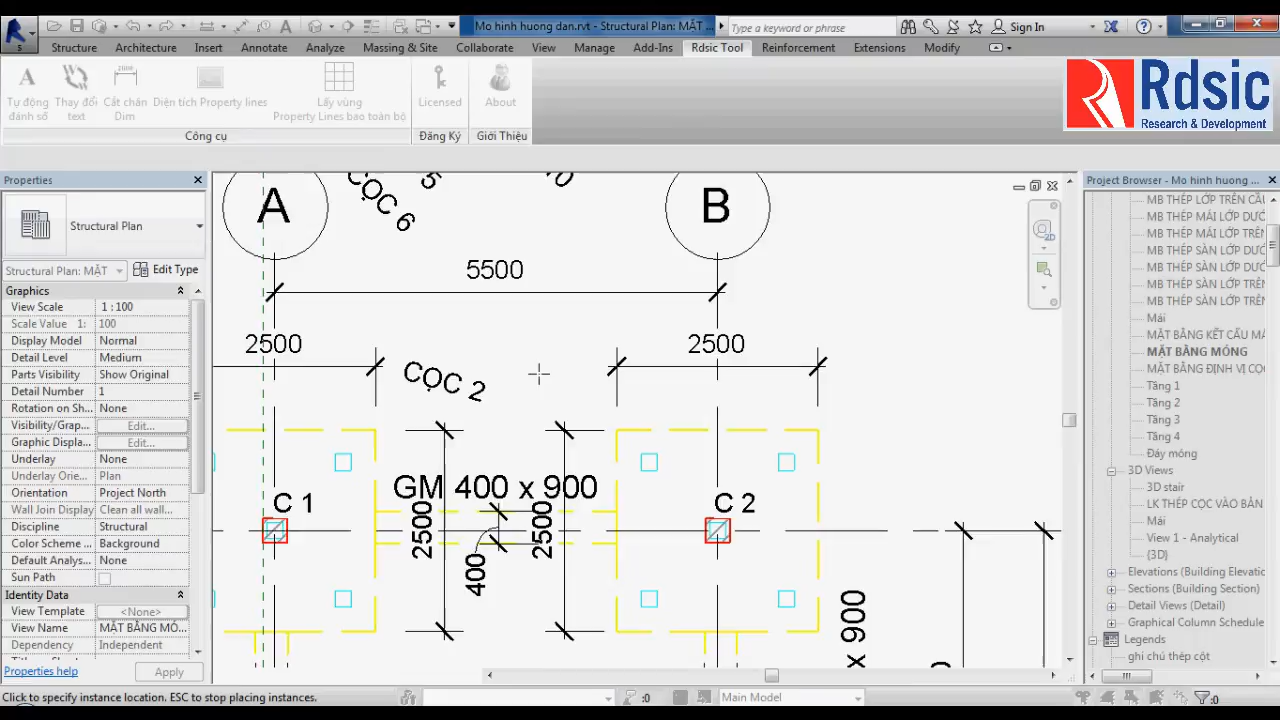 Mo hinh huong dan.rvt - Structural Plan: MẶT ...
Type a keyword or phrase
Sign In
Structure Architecture Insert Annotate Analyze Massing & Site Collaborate View Manage Add-Ins Rdsic Tool Reinforcement Extensions Modify
Tự động đánh số
Thay đổi text
Cắt chân Dim
Diện tích Property lines
Lấy vùng Property Lines bao toàn bộ
Licensed
About
Công cụ
Đăng Ký
Giới Thiệu
Rdsic
Research & Development
Properties
Structural Plan
Structural Plan: MẶT
Edit Type
Graphics
View Scale 1 : 100
Scale Value 1: 100
Display Model Normal
Detail Level Medium
Parts Visibility Show Original
Detail Number 1
Rotation on Sh... None
Visibility/Grap... Edit...
Graphic Displa... Edit...
Underlay None
Underlay Orie... Plan
Orientation Project North
Wall Join Display Clean all wall...
Discipline Structural
Color Scheme ... Background
Default Analys... None
Sun Path
Identity Data
View Template <None>
View Name MẶT BẰNG MÓ...
Dependency Independent
Properties help
Apply
A
B
CỌC 6
5
5500
2500
2500
CỌC 2
GM 400 x 900
C 1
C 2
2500
2500
400
x 900
2D
Project Browser - Mo hinh huong ...
MB THÉP LỚP TRÊN CẦU
MB THÉP MÁI LỚP DƯỚ
MB THÉP MÁI LỚP TRÊN
MB THÉP SÀN LỚP DƯỚ
MB THÉP SÀN LỚP DƯỚ
MB THÉP SÀN LỚP TRÊN
MB THÉP SÀN LỚP TRÊN
Mái
MẶT BẰNG KẾT CẤU MÁ
MẶT BẰNG MÓNG
MẶT BẰNG ĐỊNH VỊ CỌ
Tầng 1
Tầng 2
Tầng 3
Tầng 4
Đáy móng
3D Views
3D stair
LK THÉP CỌC VÀO BẢN
Mái
View 1 - Analytical
{3D}
Elevations (Building Elevatio
Sections (Building Section)
Detail Views (Detail)
Graphical Column Schedule
Legends
ghi chú thép cột
Click to specify instance location. ESC to stop placing instances.
:0
Main Model
:0